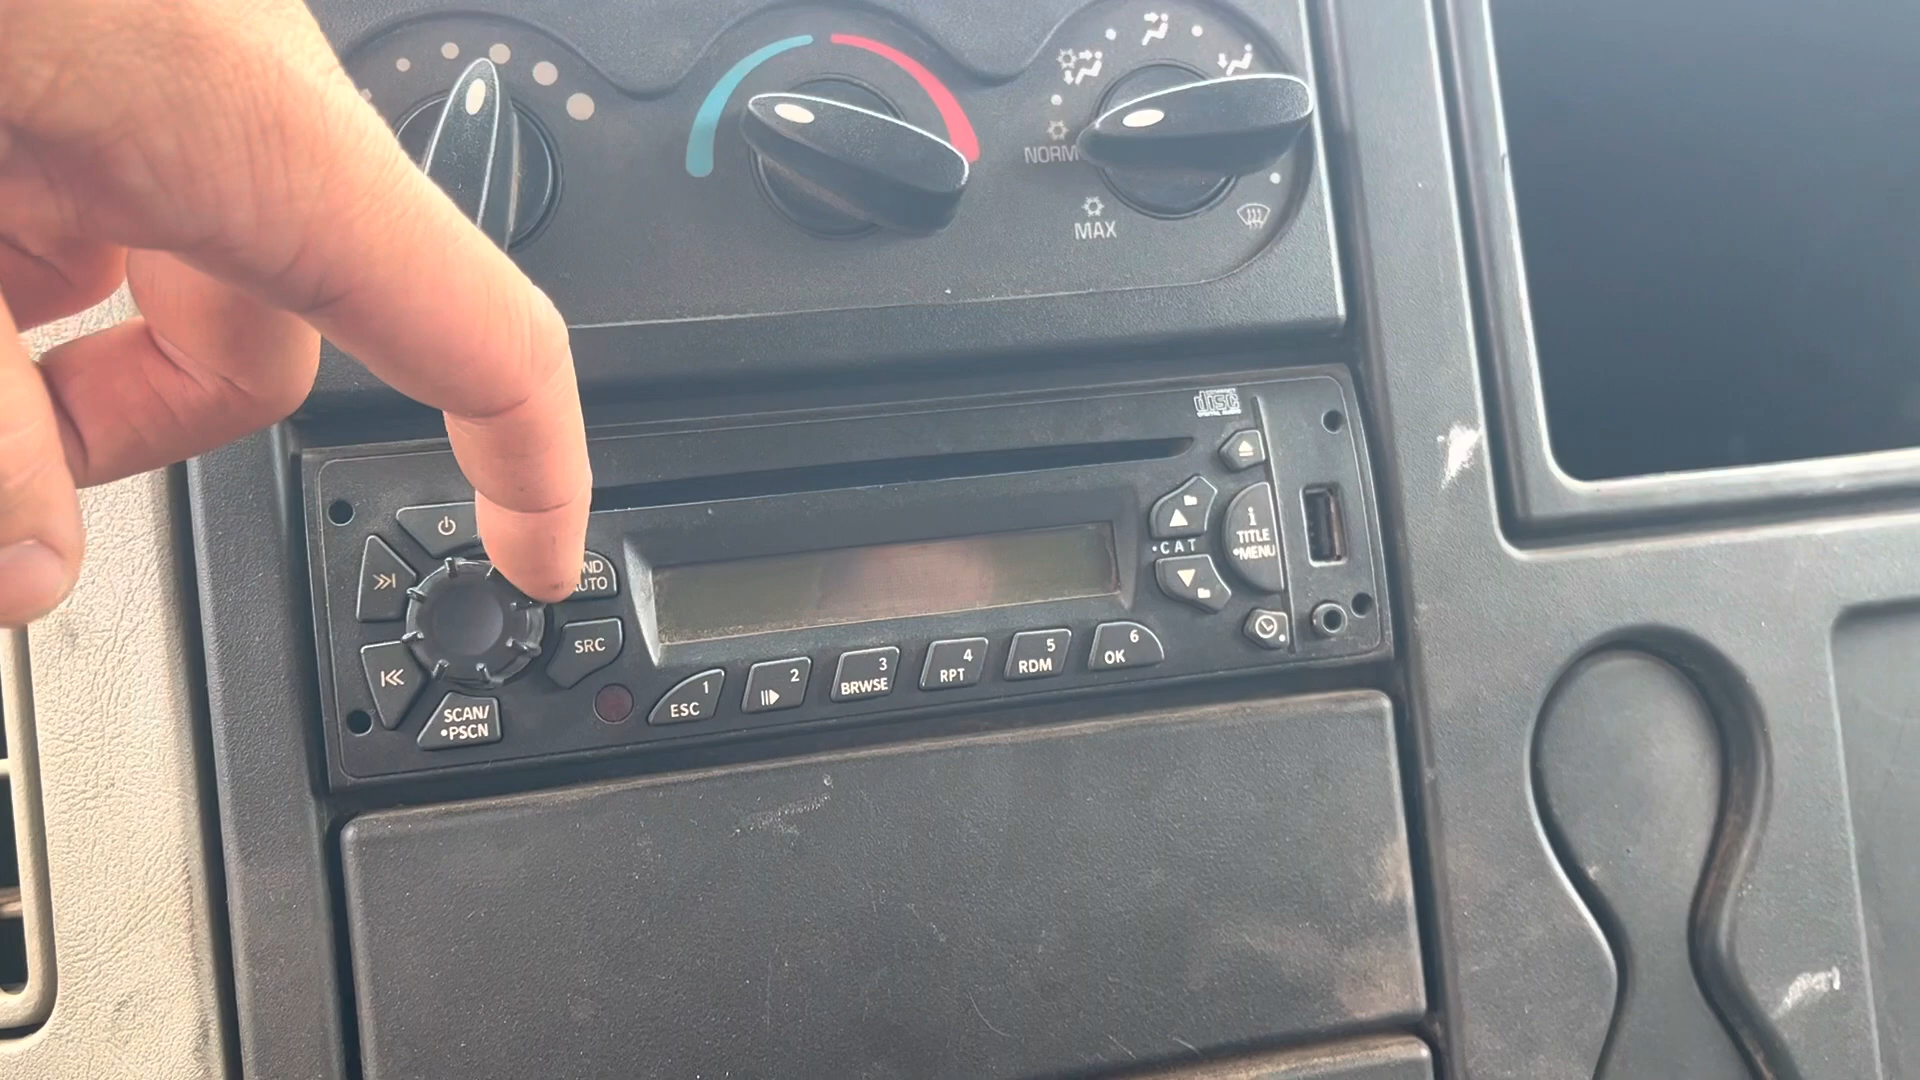 NORM
MAX
disc
TITLE
•MENU
•CAT
SRC
SCAN/
•PSCN
1
ESC
2
3
BRWSE
4
RPT
5
RDM
6
OK